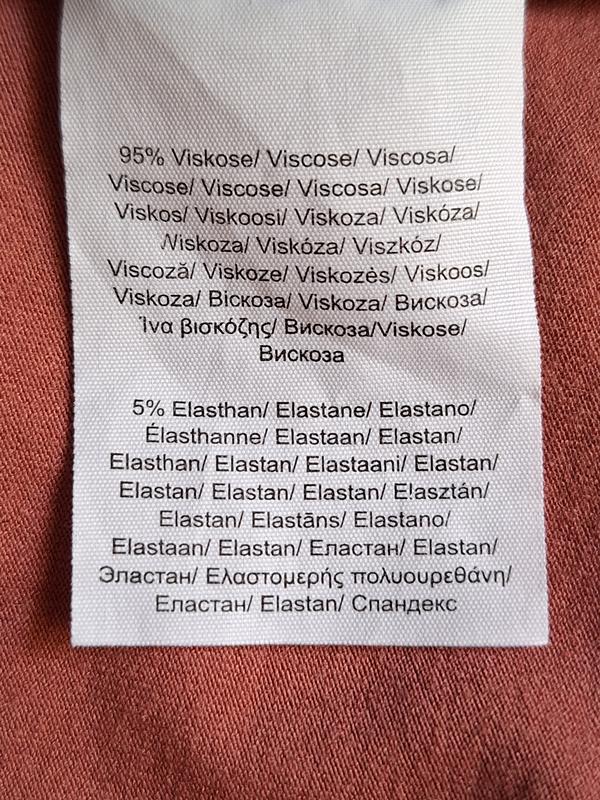 95% Viskose/ Viscose/ Viscosa/
Viscose/ Viscose/ Viscosa/ Viskose/
Viskos/ Viskoosi/ Viskoza/ Viskóza/
Wiskoza/ Viskóza/ Viszkóz/
Viscoză/ Viskoze/ Viskozės/ Viskoos/
Viskoza/ Віскоза/ Viskoza/ Вискоза/
Ίνα βισκόζης/ Вискоза/Viskose/
Вискоза
5% Elasthan/ Elastane/ Elastano/
Élasthanne/ Elastaan/ Elastan/
Elasthan/ Elastan/ Elastaani/ Elastan/
Elastan/ Elastan/ Elastan/ Elasztán/
Elastan/ Elastāns/ Elastano/
Elastaan/ Elastan/ Еластан/ Elastan/
Эластан/ Ελαστομερής πολυουρεθάνη/
Еластан/ Elastan/ Спандекс